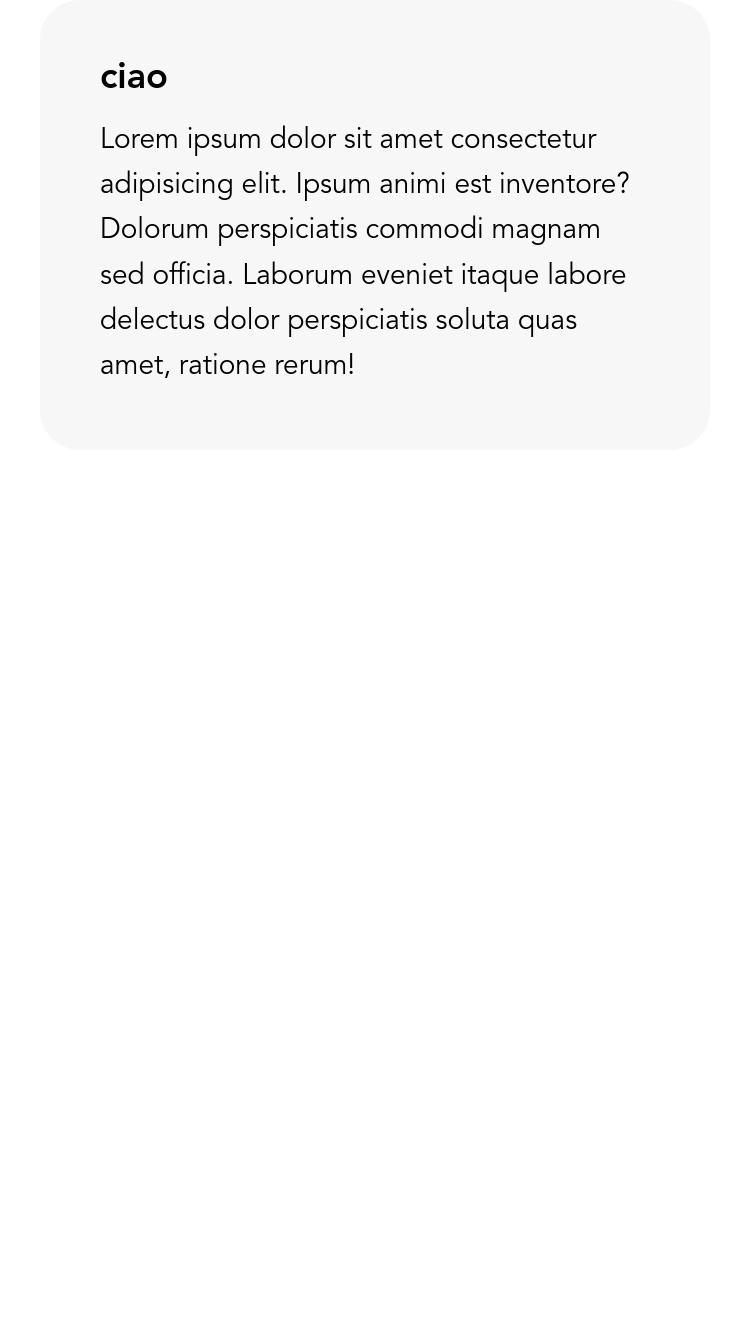 ciao
Lorem ipsum dolor sit amet consectetur
adipisicing elit. Ipsum animi est inventore?
Dolorum perspiciatis commodi magnam
sed officia. Laborum eveniet itaque labore
delectus dolor perspiciatis soluta quas
amet, ratione rerum!